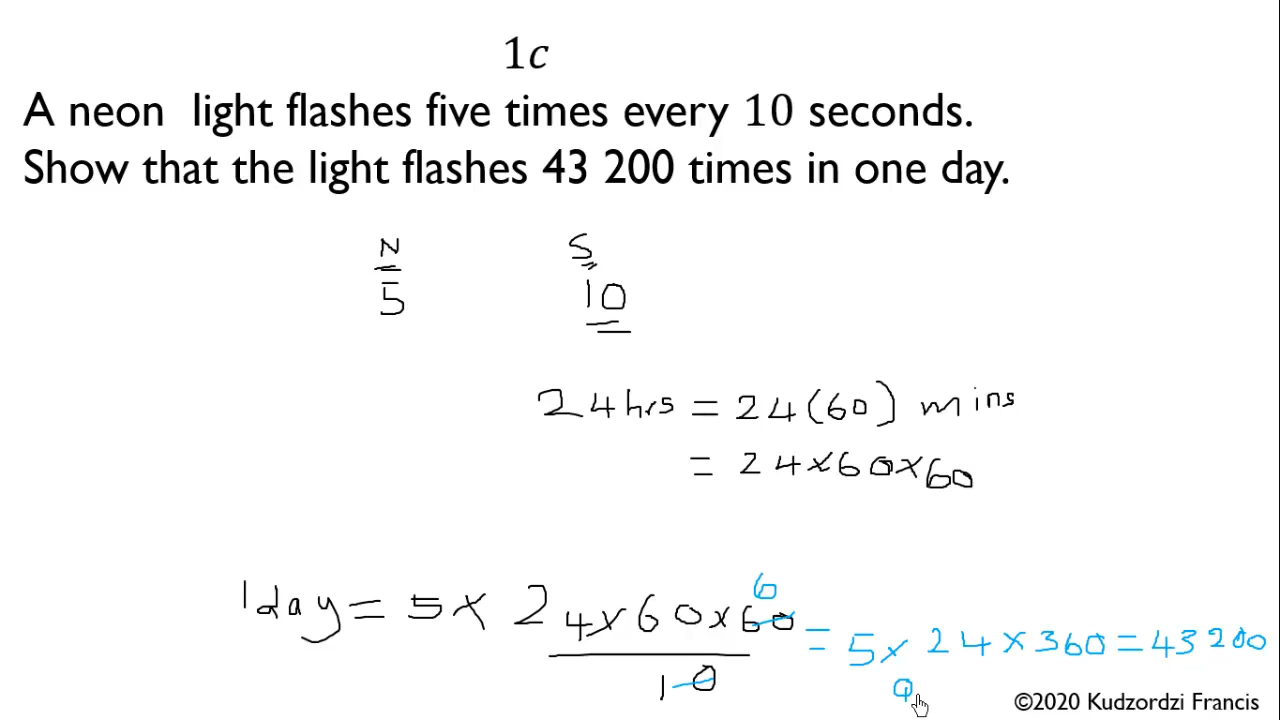 1c
A neon light flashes five times every 10 seconds.
Show that the light flashes 43 200 times in one day.
N S
5 10
24hrs = 24(60) mins
= 24×60×60
6
1day = 5× 24×60×60 = 5× 24×360 = 43200
10
©2020 Kudzordzi Francis